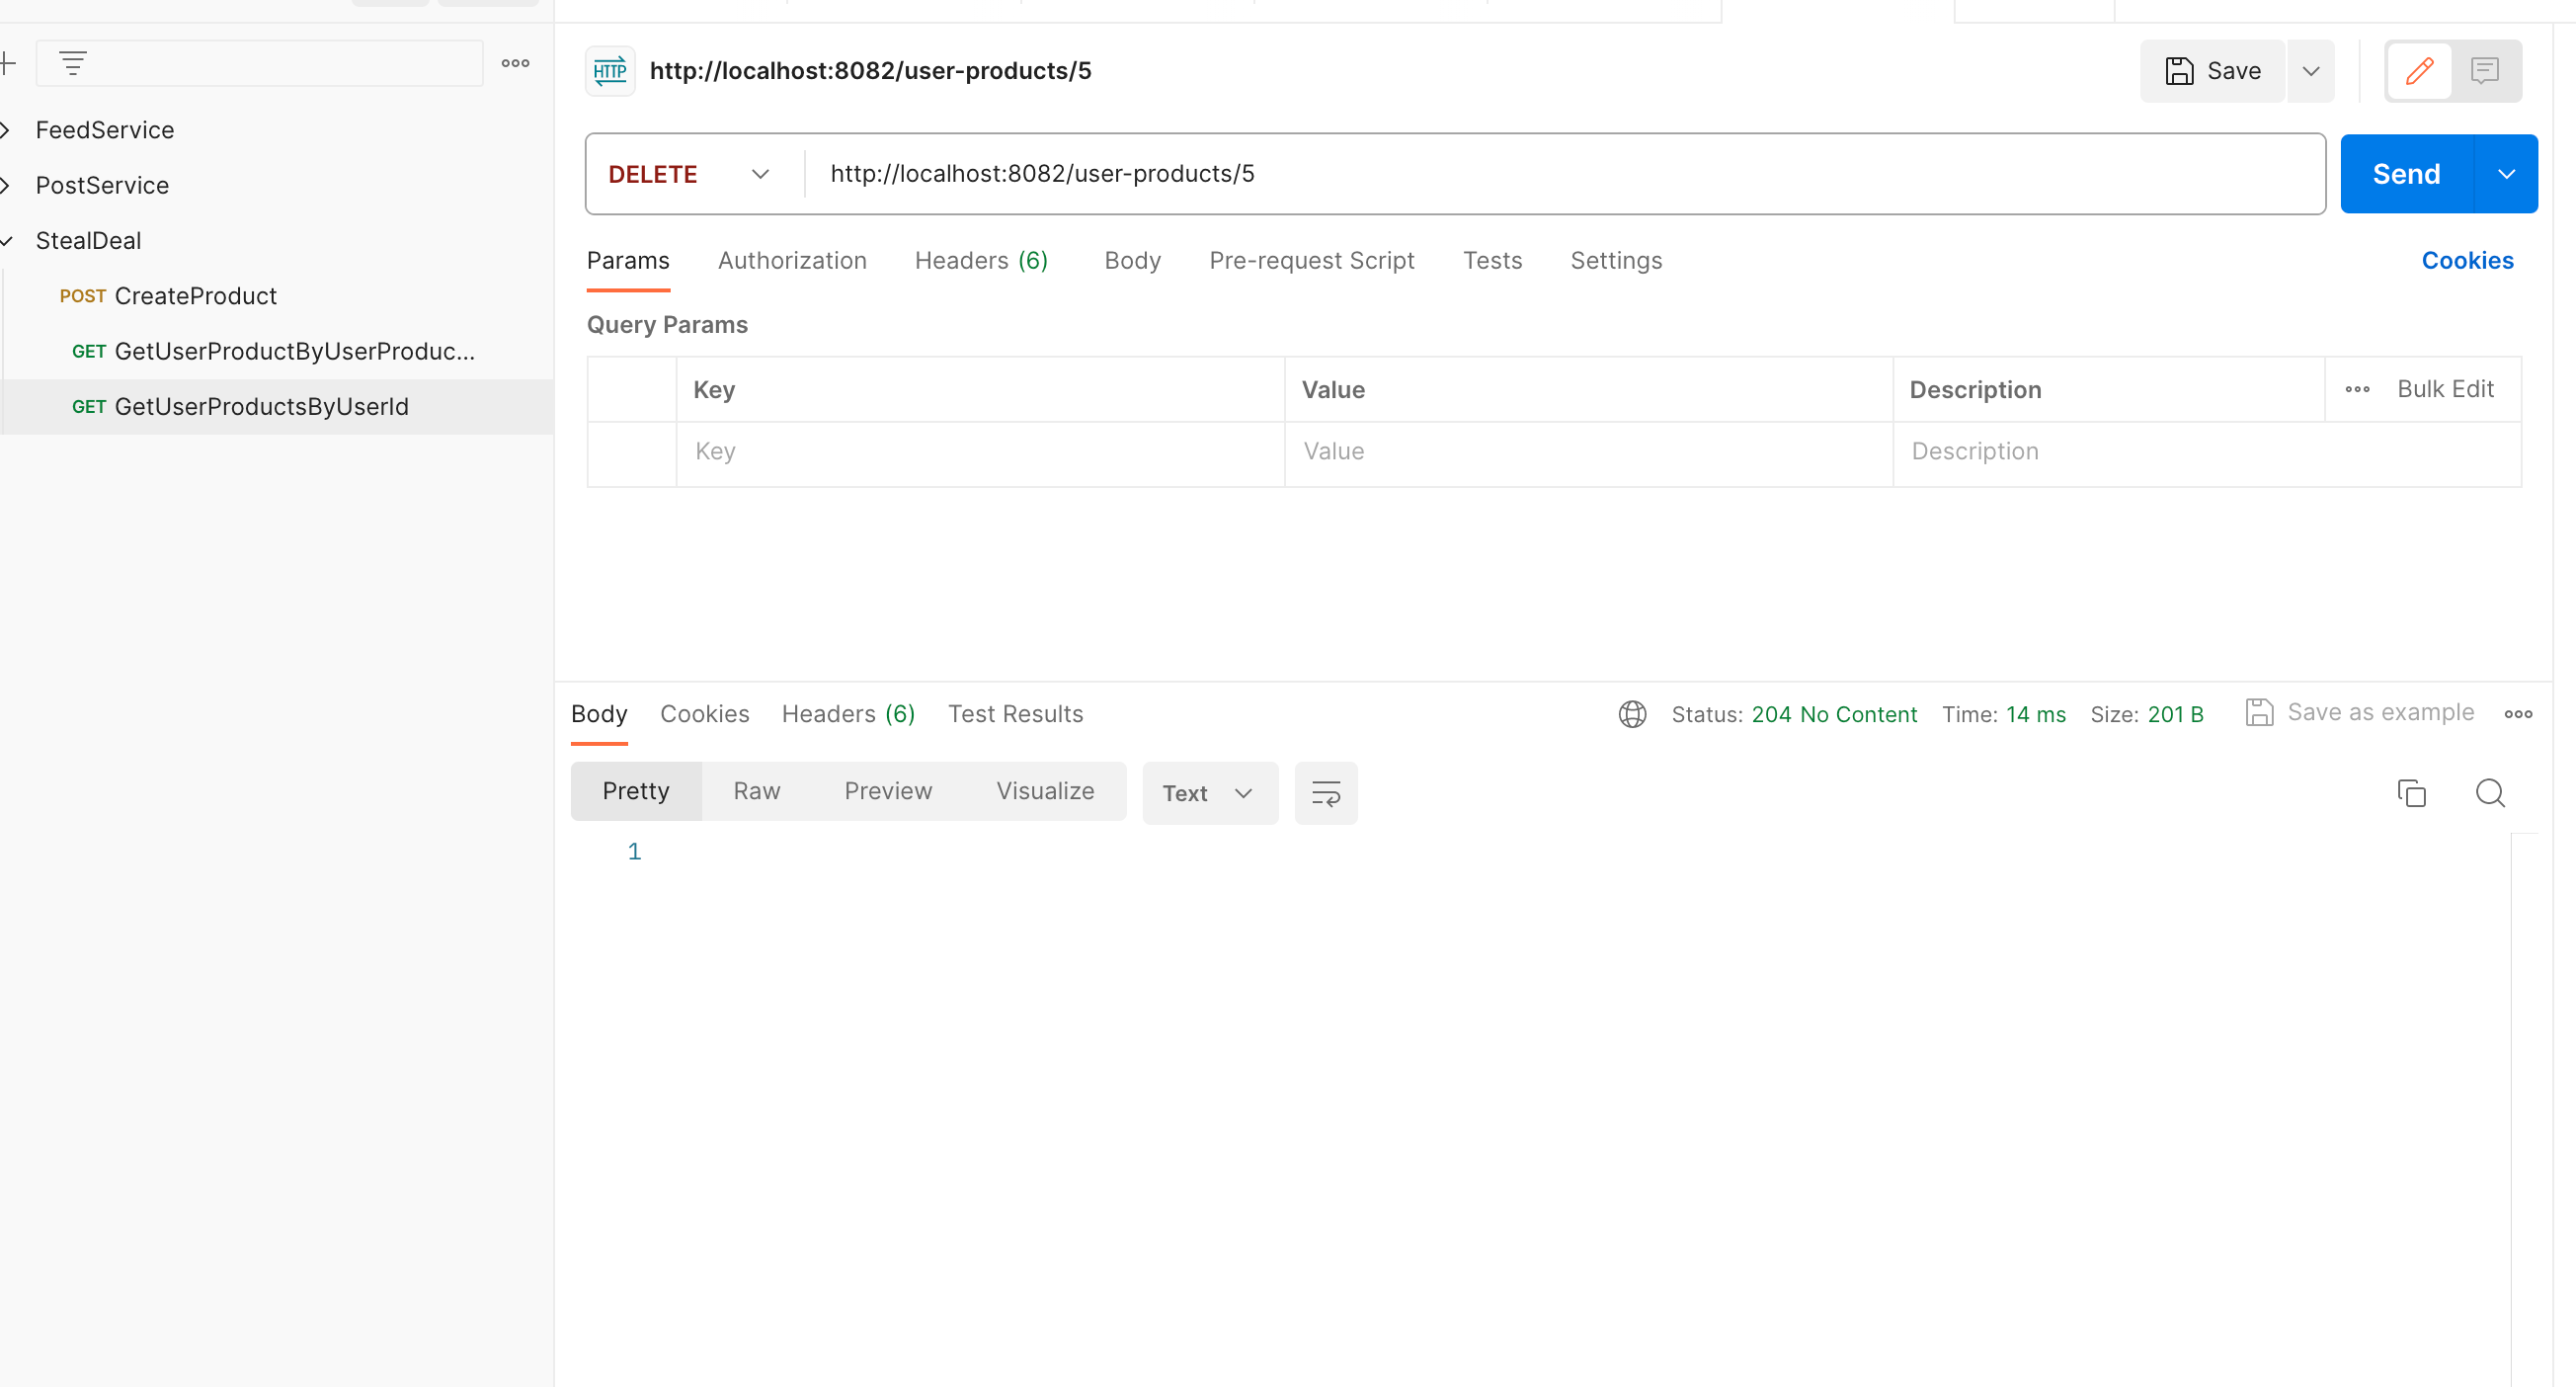 FeedService
PostService
StealDeal
POST CreateProduct
GET GetUserProductByUserProduc...
GET GetUserProductsByUserId
HTTP http://localhost:8082/user-products/5
Save
DELETE http://localhost:8082/user-products/5
Send
Params Authorization Headers (6) Body Pre-request Script Tests Settings Cookies
Query Params
Key Value Description Bulk Edit
Key Value Description
Body Cookies Headers (6) Test Results Status: 204 No Content Time: 14 ms Size: 201 B Save as example
Pretty Raw Preview Visualize Text
1